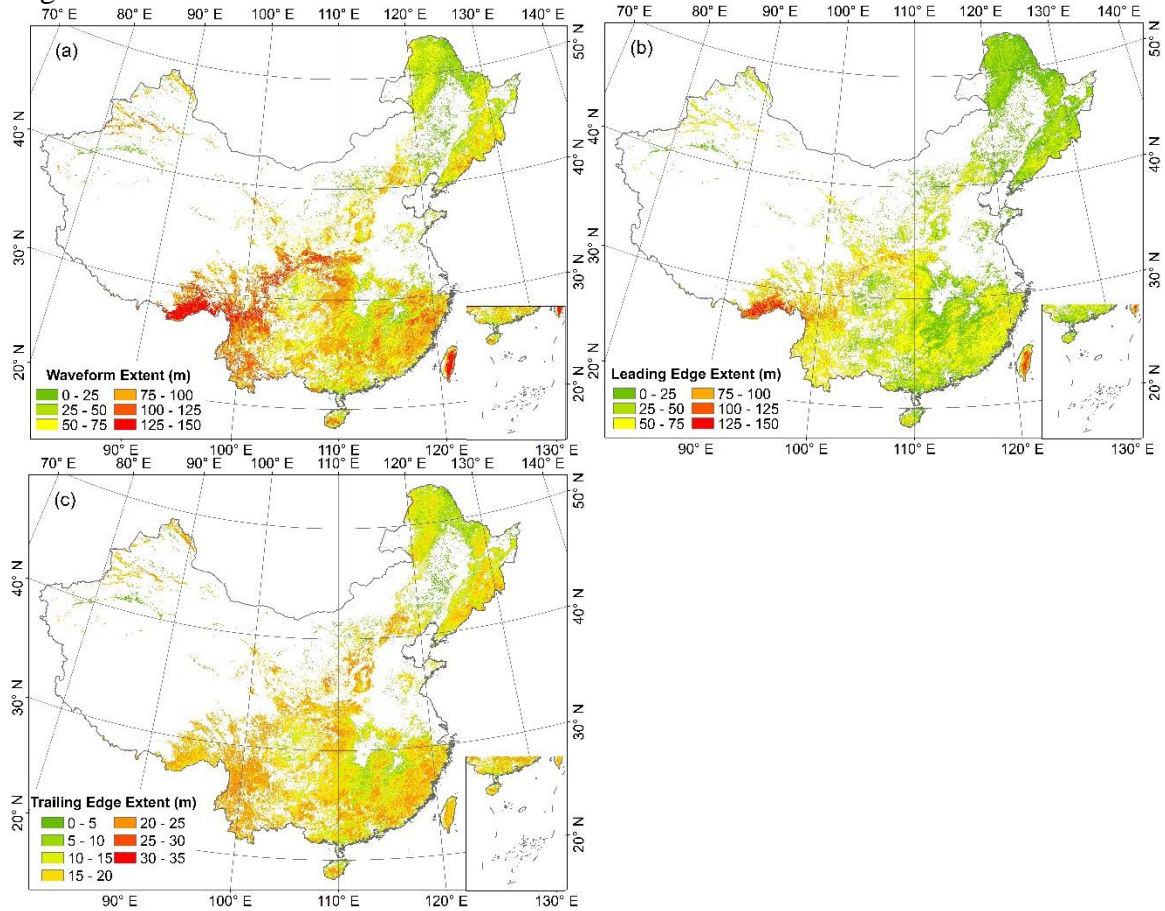 70° E 80° E 90° E 100° E 110° E 120° E 130° E 140° E
(a)
50° N
40° N
40° N
30° N
30° N
20° N
20° N
Waveform Extent (m)
0 - 25 75 - 100
25 - 50 100 - 125
50 - 75 125 - 150
90° E 100° E 110° E 120° E 130° E
70° E 80° E 90° E 100° E 110° E 120° E 130° E 140° E
(b)
50° N
40° N
40° N
30° N
30° N
20° N
20° N
Leading Edge Extent (m)
0 - 25 75 - 100
25 - 50 100 - 125
50 - 75 125 - 150
90° E 100° E 110° E 120° E 130° E
70° E 80° E 90° E 100° E 110° E 120° E 130° E 140° E
(c)
50° N
40° N
40° N
30° N
30° N
20° N
20° N
Trailing Edge Extent (m)
0 - 5 20 - 25
5 - 10 25 - 30
10 - 15 30 - 35
15 - 20
90° E 100° E 110° E 120° E 130° E